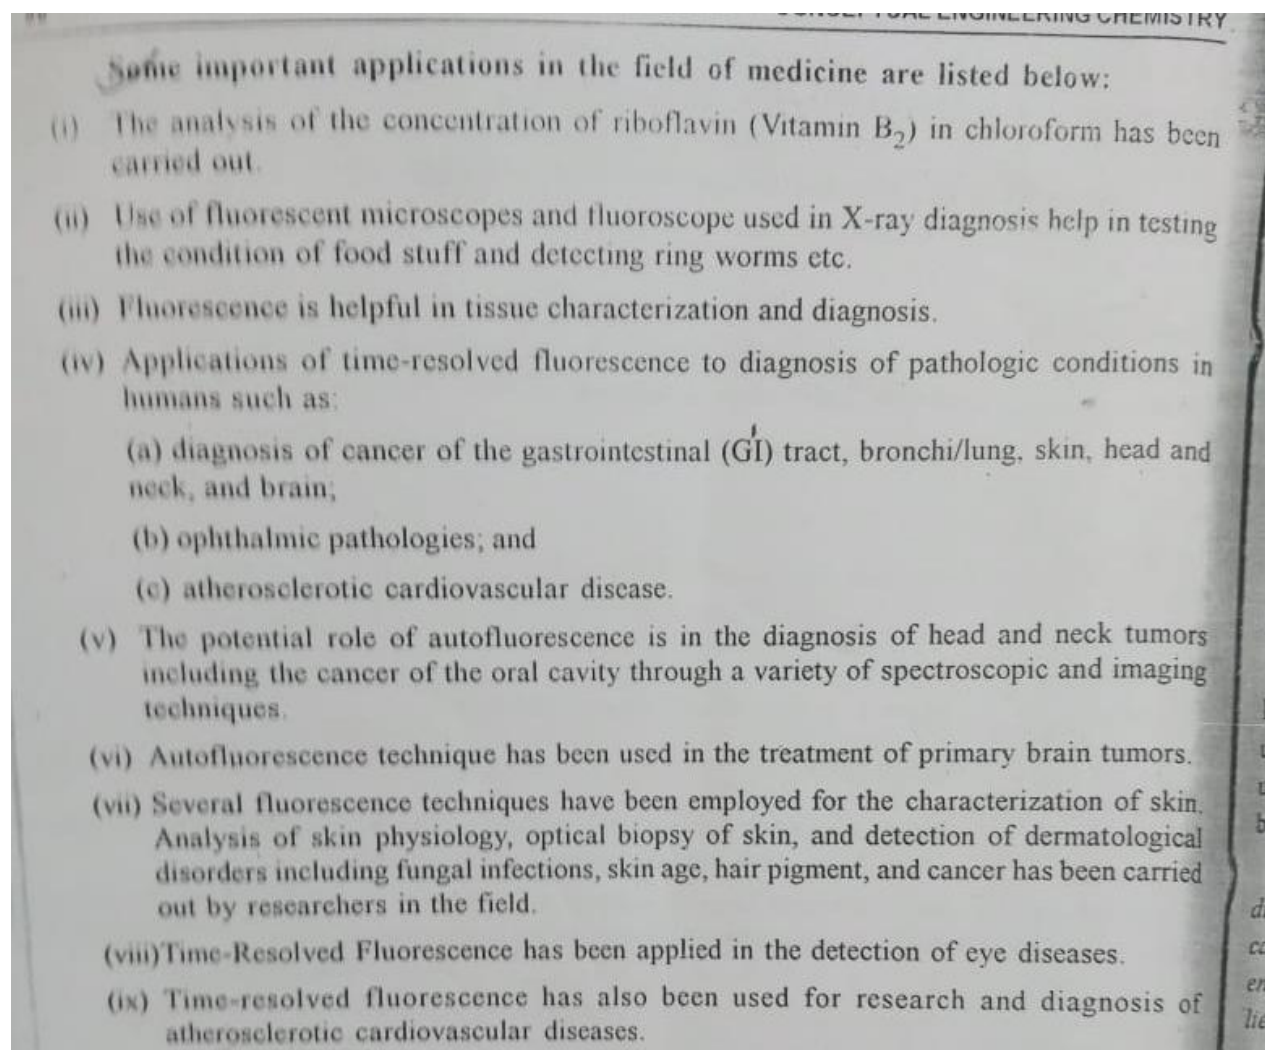 CONCEPTUAL ENGINEERING CHEMISTRY
Some important applications in the field of medicine are listed below:
(i) The analysis of the concentration of riboflavin (Vitamin B₂) in chloroform has been
carried out.
(ii) Use of fluorescent microscopes and fluoroscope used in X-ray diagnosis help in testing
the condition of food stuff and detecting ring worms etc.
(iii) Fluorescence is helpful in tissue characterization and diagnosis.
(iv) Applications of time-resolved fluorescence to diagnosis of pathologic conditions in
humans such as:
(a) diagnosis of cancer of the gastrointestinal (GI) tract, bronchi/lung, skin, head and
neck, and brain;
(b) ophthalmic pathologies; and
(c) atherosclerotic cardiovascular disease.
(v) The potential role of autofluorescence is in the diagnosis of head and neck tumors
including the cancer of the oral cavity through a variety of spectroscopic and imaging
techniques.
(vi) Autofluorescence technique has been used in the treatment of primary brain tumors.
(vii) Several fluorescence techniques have been employed for the characterization of skin.
Analysis of skin physiology, optical biopsy of skin, and detection of dermatological
disorders including fungal infections, skin age, hair pigment, and cancer has been carried
out by researchers in the field.
(viii) Time-Resolved Fluorescence has been applied in the detection of eye diseases.
(ix) Time-resolved fluorescence has also been used for research and diagnosis of
atherosclerotic cardiovascular diseases.